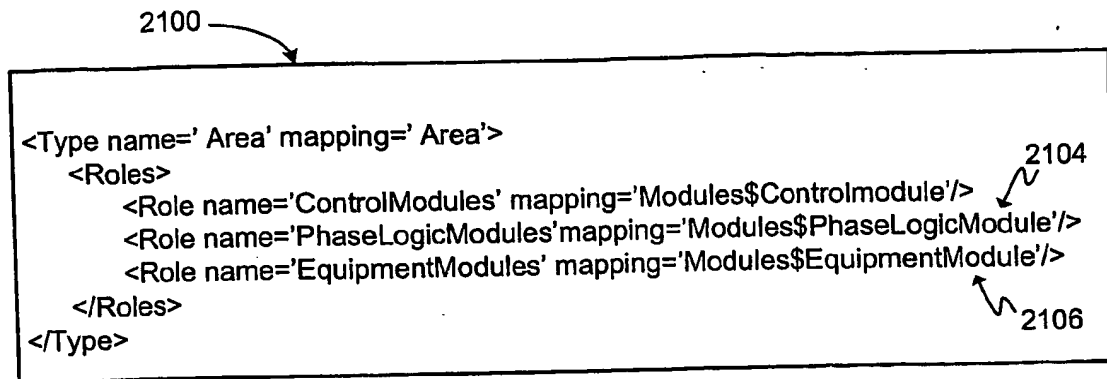 2100
<Type name=' Area' mapping=' Area'>
<Roles>
2104
<Role name='ControlModules' mapping='Modules$Controlmodule'/>
<Role name='PhaseLogicModules'mapping='Modules$PhaseLogicModule'/>
<Role name='EquipmentModules' mapping='Modules$EquipmentModule'/>
</Roles>
2106
</Type>